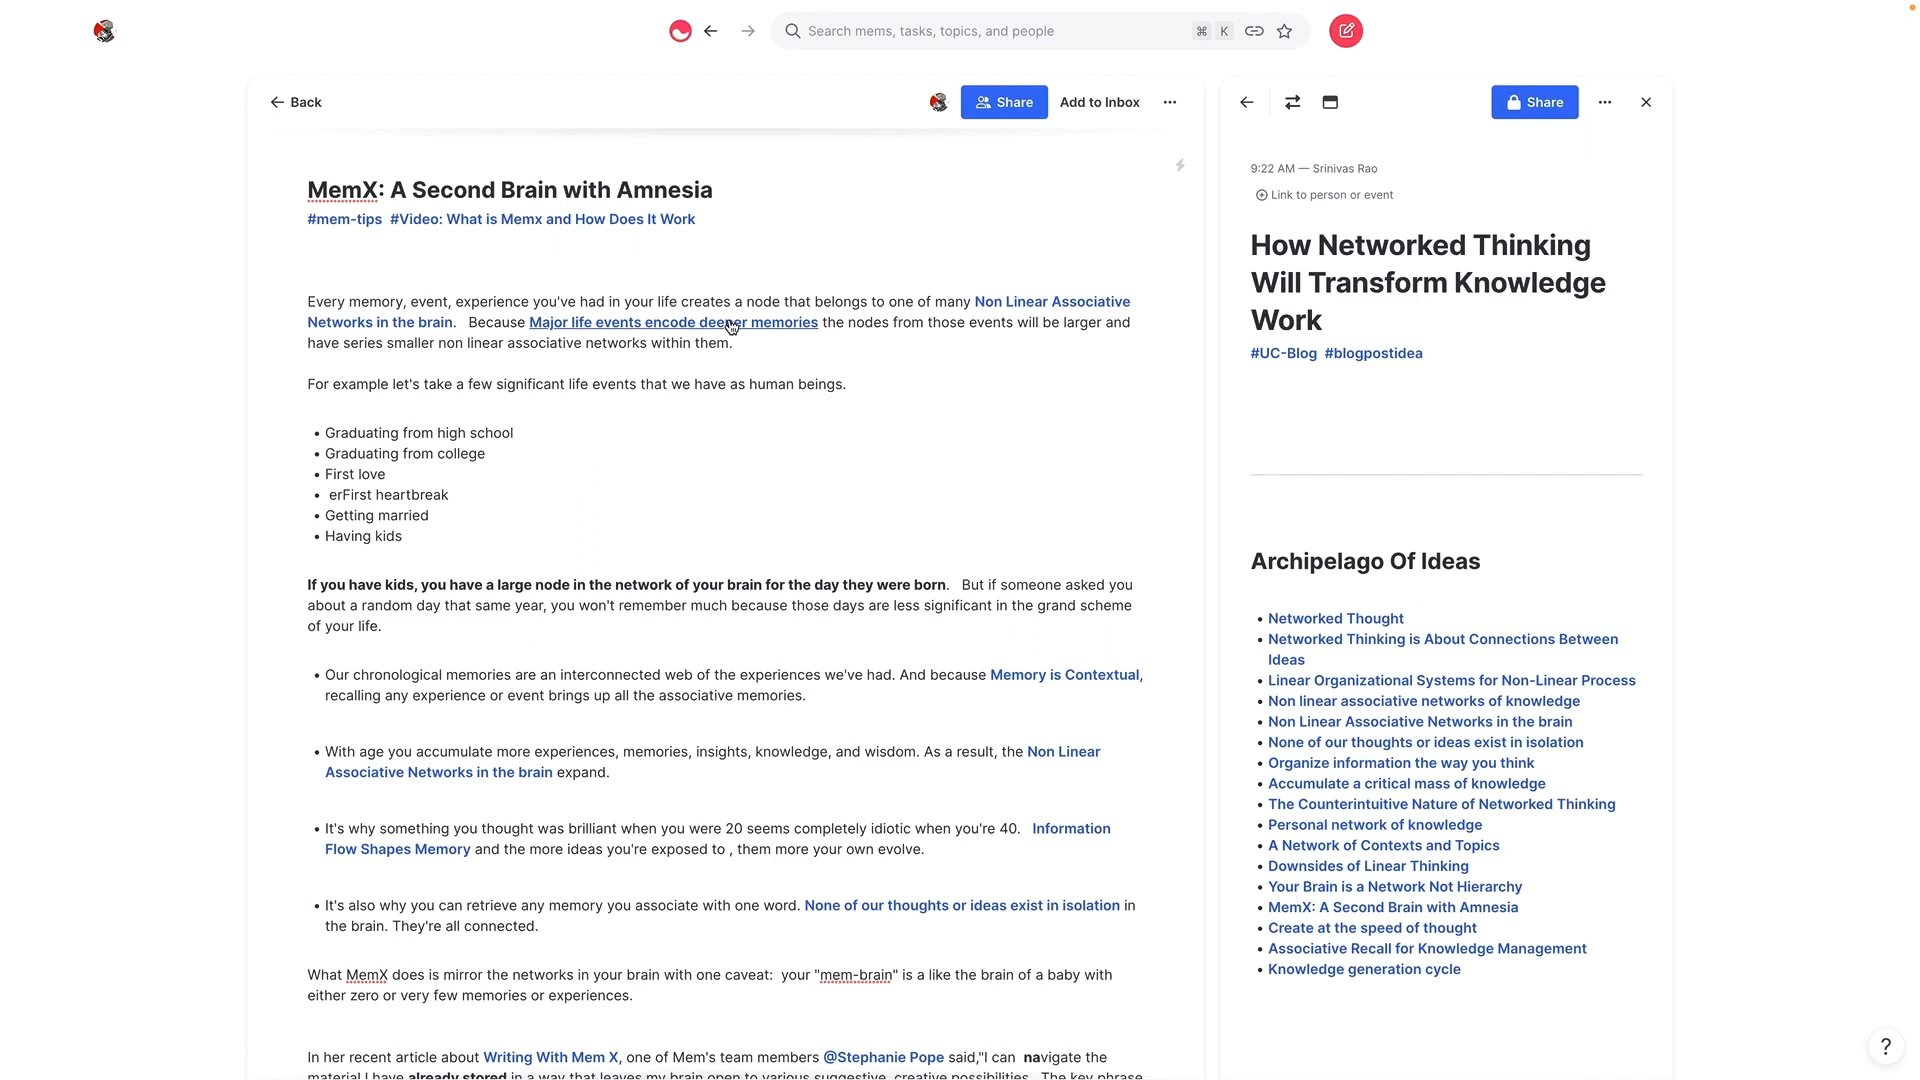 Search mems, tasks, topics, and people
⌘ K
Back
Share
Add to Inbox
MemX: A Second Brain with Amnesia
#mem-tips #Video: What is Memx and How Does It Work
Every memory, event, experience you've had in your life creates a node that belongs to one of many Non Linear Associative
Networks in the brain. Because Major life events encode deeper memories the nodes from those events will be larger and
have series smaller non linear associative networks within them.
For example let's take a few significant life events that we have as human beings.
• Graduating from high school
• Graduating from college
• First love
• erFirst heartbreak
• Getting married
• Having kids
If you have kids, you have a large node in the network of your brain for the day they were born. But if someone asked you
about a random day that same year, you won't remember much because those days are less significant in the grand scheme
of your life.
• Our chronological memories are an interconnected web of the experiences we've had. And because Memory is Contextual,
recalling any experience or event brings up all the associative memories.
• With age you accumulate more experiences, memories, insights, knowledge, and wisdom. As a result, the Non Linear
Associative Networks in the brain expand.
• It's why something you thought was brilliant when you were 20 seems completely idiotic when you're 40. Information
Flow Shapes Memory and the more ideas you're exposed to , them more your own evolve.
• It's also why you can retrieve any memory you associate with one word. None of our thoughts or ideas exist in isolation in
the brain. They're all connected.
What MemX does is mirror the networks in your brain with one caveat: your "mem-brain" is a like the brain of a baby with
either zero or very few memories or experiences.
In her recent article about Writing With Mem X, one of Mem's team members @Stephanie Pope said,"I can navigate the
material I have already stored in a way that leaves my brain open to various suggestive, creative possibilities. The key phrase
Share
9:22 AM — Srinivas Rao
Link to person or event
How Networked Thinking
Will Transform Knowledge
Work
#UC-Blog #blogpostidea
Archipelago Of Ideas
• Networked Thought
• Networked Thinking is About Connections Between
Ideas
• Linear Organizational Systems for Non-Linear Process
• Non linear associative networks of knowledge
• Non Linear Associative Networks in the brain
• None of our thoughts or ideas exist in isolation
• Organize information the way you think
• Accumulate a critical mass of knowledge
• The Counterintuitive Nature of Networked Thinking
• Personal network of knowledge
• A Network of Contexts and Topics
• Downsides of Linear Thinking
• Your Brain is a Network Not Hierarchy
• MemX: A Second Brain with Amnesia
• Create at the speed of thought
• Associative Recall for Knowledge Management
• Knowledge generation cycle
?